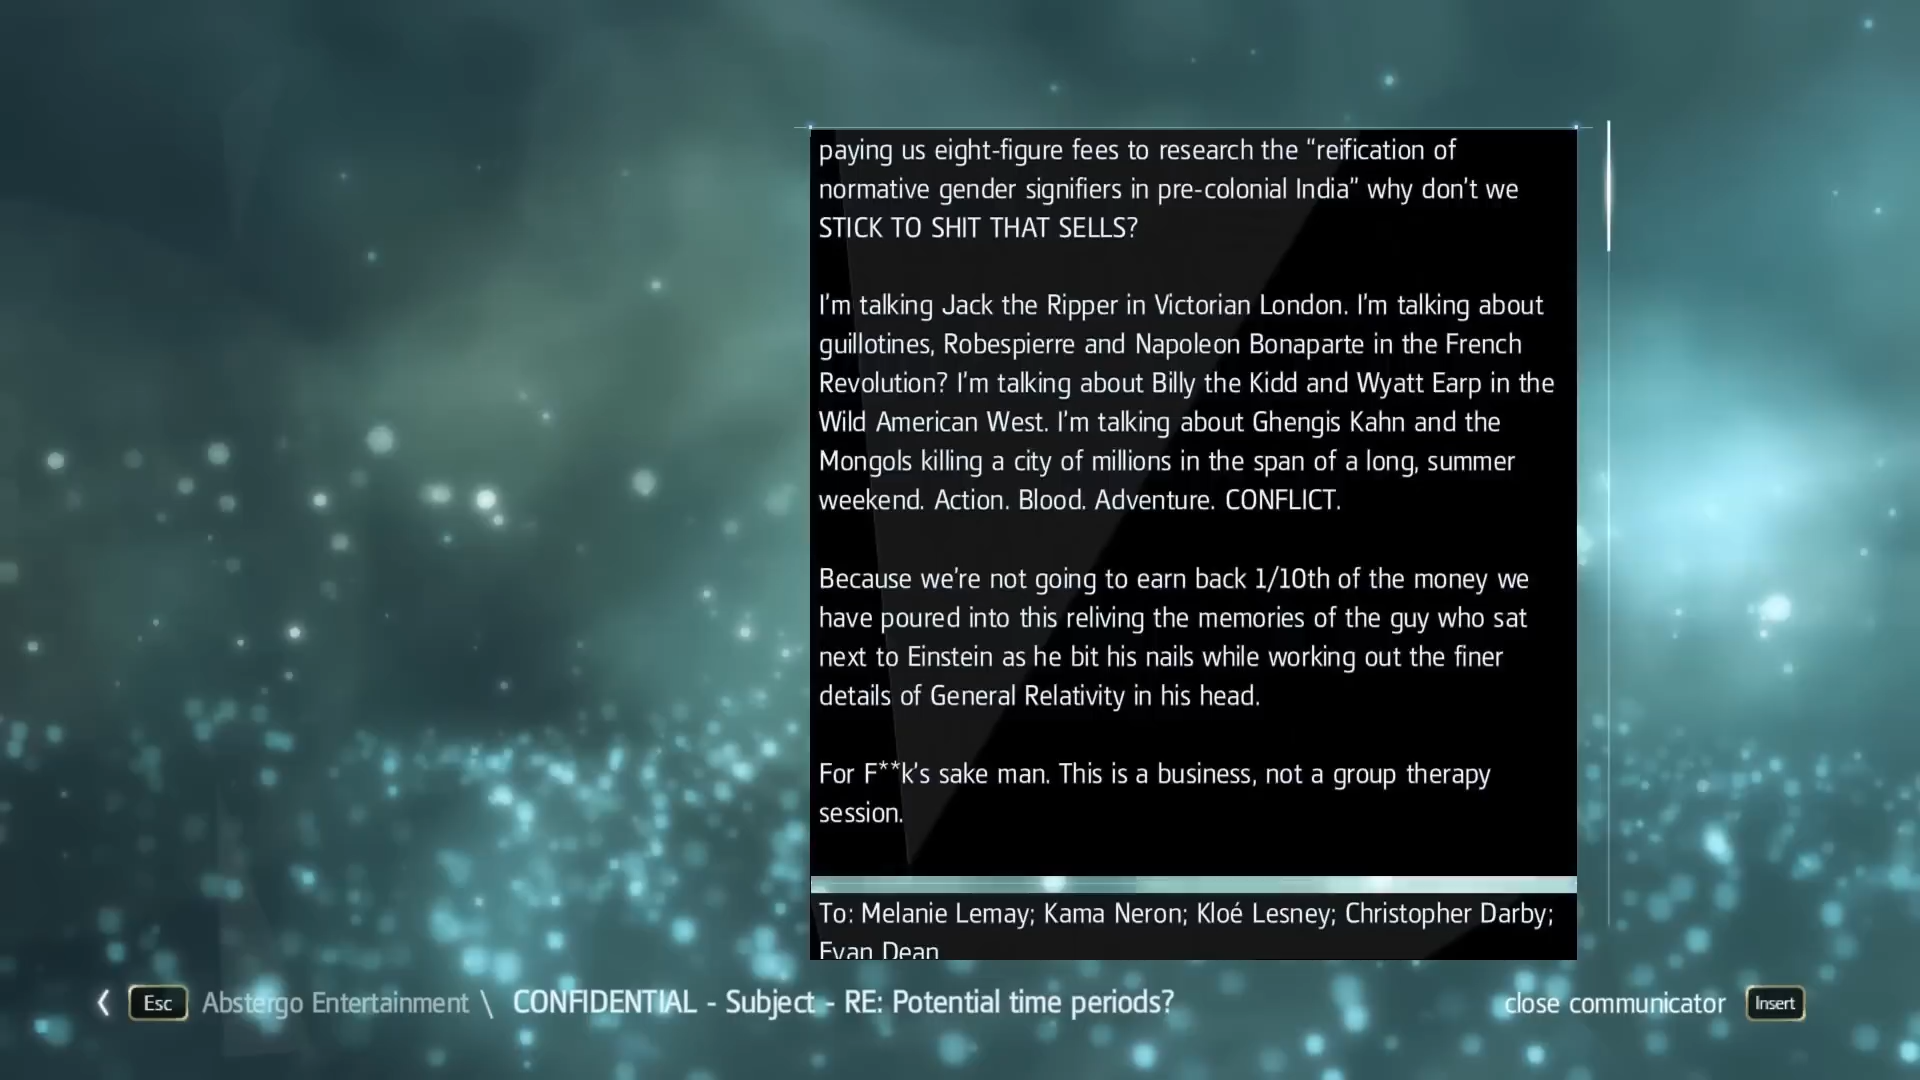 paying us eight-figure fees to research the “reification of
normative gender signifiers in pre-colonial India” why don't we
STICK TO SHIT THAT SELLS?
I'm talking Jack the Ripper in Victorian London. I'm talking about
guillotines, Robespierre and Napoleon Bonaparte in the French
Revolution? I'm talking about Billy the Kidd and Wyatt Earp in the
Wild American West. I'm talking about Ghengis Kahn and the
Mongols killing a city of millions in the span of a long, summer
weekend. Action. Blood. Adventure. CONFLICT.
Because we're not going to earn back 1/10th of the money we
have poured into this reliving the memories of the guy who sat
next to Einstein as he bit his nails while working out the finer
details of General Relativity in his head.
For F**k's sake man. This is a business, not a group therapy
session.
To: Melanie Lemay; Kama Neron; Kloé Lesney; Christopher Darby;
Evan Dean
Esc Abstergo Entertainment \ CONFIDENTIAL - Subject - RE: Potential time periods?
close communicator Insert